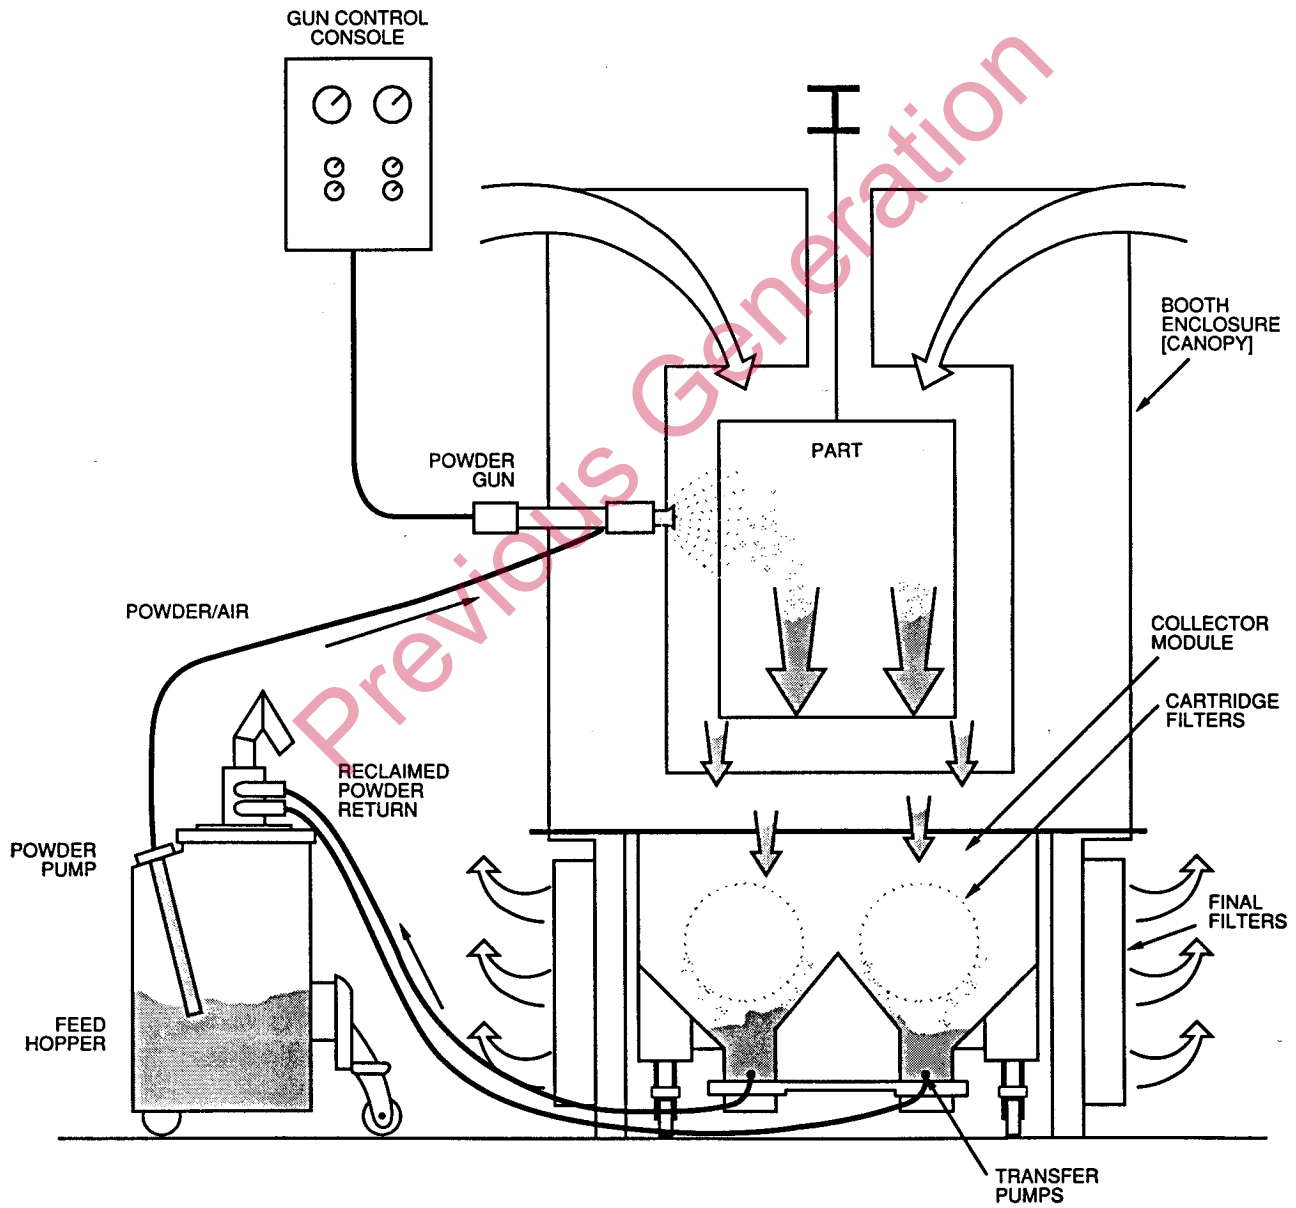 GUN CONTROL
CONSOLE
BOOTH
ENCLOSURE
[CANOPY]
PART
POWDER
GUN
POWDER/AIR
COLLECTOR
MODULE
CARTRIDGE
FILTERS
RECLAIMED
POWDER
RETURN
POWDER
PUMP
FINAL
FILTERS
FEED
HOPPER
TRANSFER
PUMPS
Previous Generation